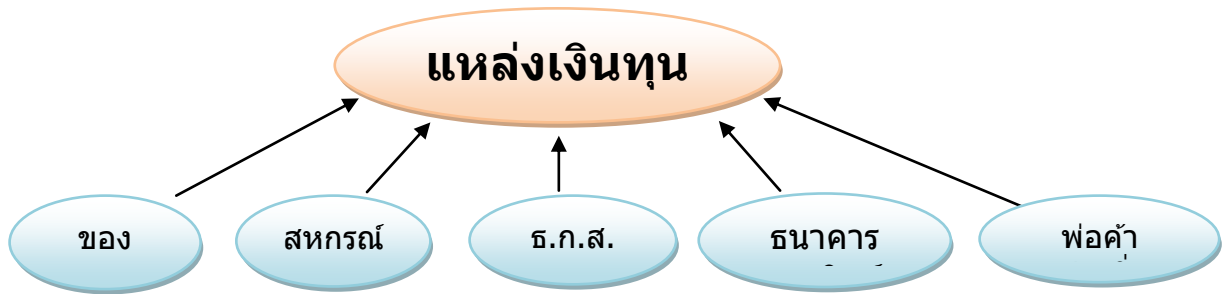 แหล่งเงินทุน
ของ
สหกรณ์
ธ.ก.ส.
ธนาคาร
พ่อค้า